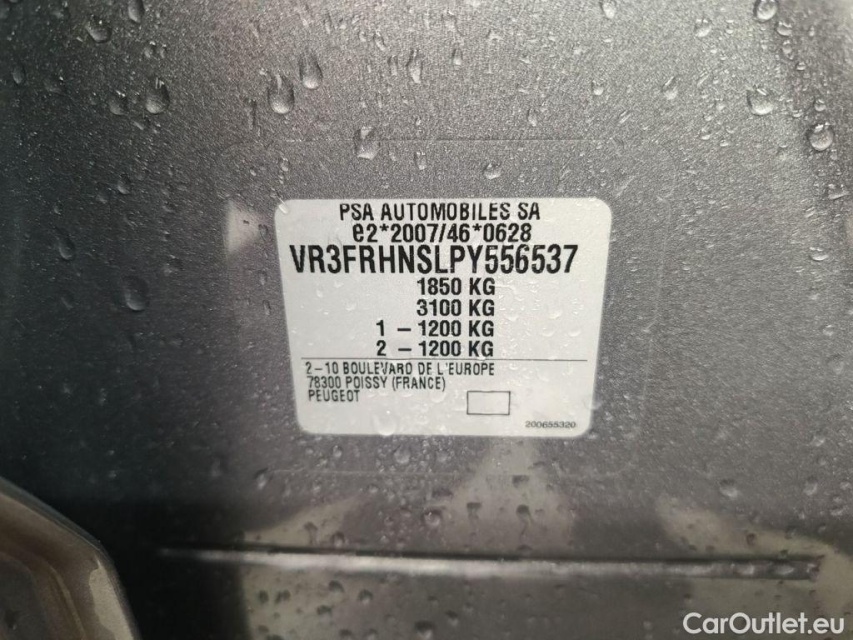 PSA AUTOMOBILES SA
e2*2007/46*0628
VR3FRHNSLPY556537
1850 KG
3100 KG
1 – 1200 KG
2 – 1200 KG
2–10 BOULEVARD DE L'EUROPE
78300 POISSY (FRANCE)
PEUGEOT
200655320
CarOutlet.eu